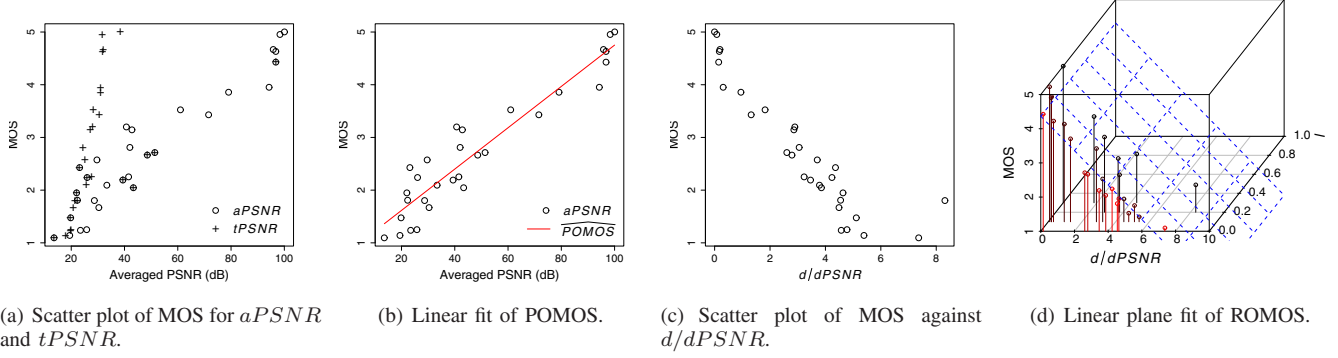 MOS
5
4
3
2
1
20
40
60
80
100
Averaged PSNR (dB)
aPSNR
tPSNR
MOS
5
4
3
2
1
20
40
60
80
100
Averaged PSNR (dB)
aPSNR
POMOS
MOS
5
4
3
2
1
0
2
4
6
8
d/dPSNR
MOS
5
4
3
2
1
0
2
4
6
8
10
d/dPSNR
0.0
0.2
0.4
0.6
0.8
1.0
I
(a) Scatter plot of MOS for aPSNR
and tPSNR.
(b) Linear fit of POMOS.
(c) Scatter plot of MOS against
d/dPSNR.
(d) Linear plane fit of ROMOS.